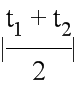 |t₁ + t₂ / 2|